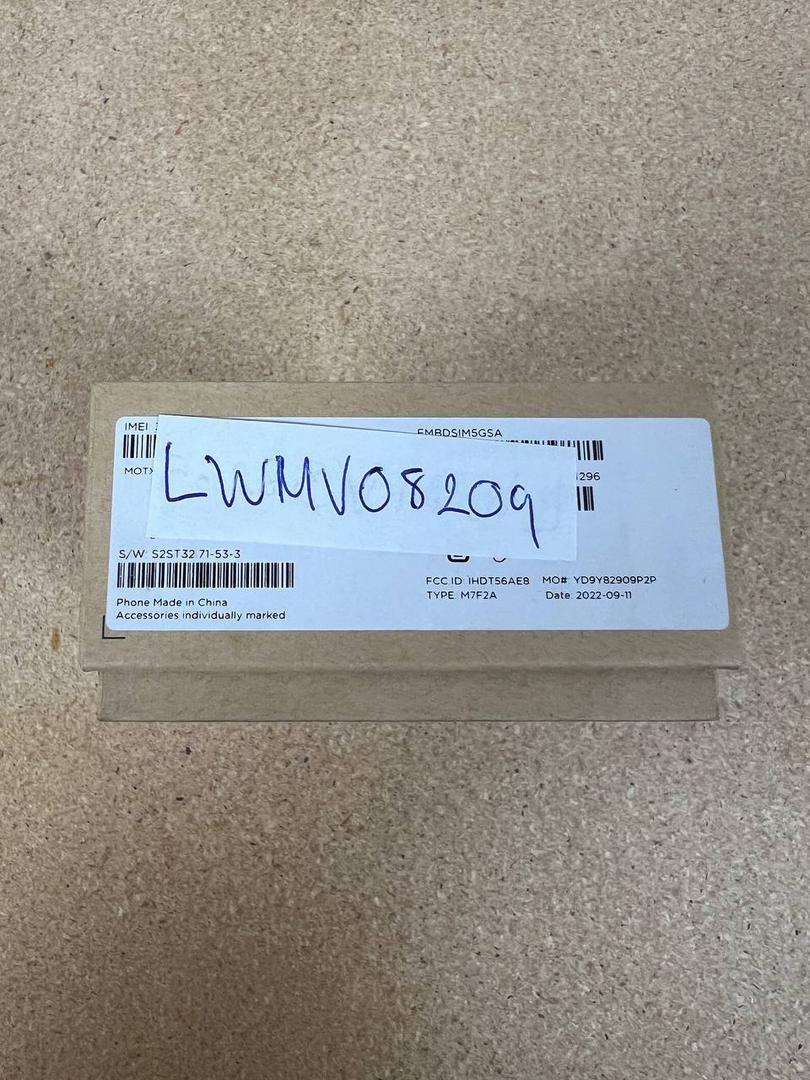 IMEI
EMBDSIM5GSA
MOTX
296
LWMV08209
S/W: S2ST32.71-53-3
FCC ID: IHDT56AE8 MO#: YD9Y82909P2P
TYPE: M7F2A Date: 2022-09-11
Phone Made in China
Accessories individually marked